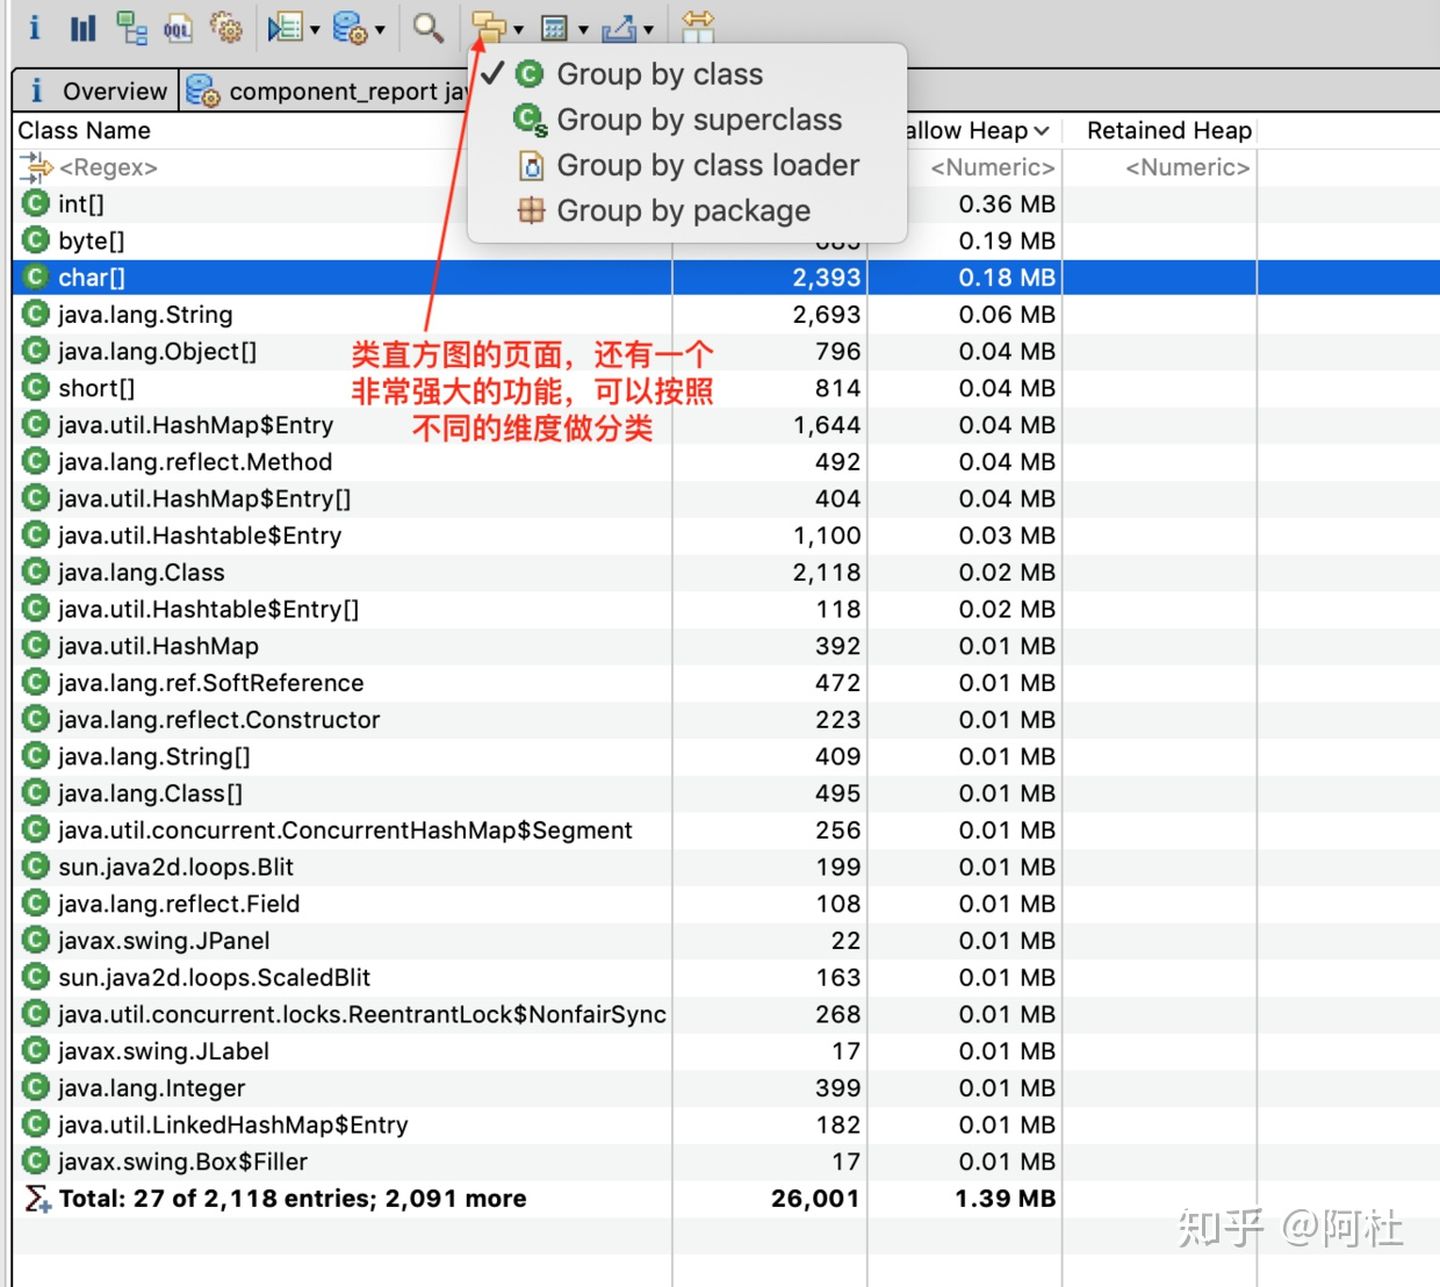 i OQL
Group by class
Group by superclass
Group by class loader
Group by package
i Overview component_report
Class Name allow Heap Retained Heap
<Regex> <Numeric> <Numeric>
int[] 0.36 MB
byte[] 0.19 MB
char[] 2,393 0.18 MB
java.lang.String 2,693 0.06 MB
java.lang.Object[] 796 0.04 MB
short[] 814 0.04 MB
java.util.HashMap$Entry 1,644 0.04 MB
java.lang.reflect.Method 492 0.04 MB
java.util.HashMap$Entry[] 404 0.04 MB
java.util.Hashtable$Entry 1,100 0.03 MB
java.lang.Class 2,118 0.02 MB
java.util.Hashtable$Entry[] 118 0.02 MB
java.util.HashMap 392 0.01 MB
java.lang.ref.SoftReference 472 0.01 MB
java.lang.reflect.Constructor 223 0.01 MB
java.lang.String[] 409 0.01 MB
java.lang.Class[] 495 0.01 MB
java.util.concurrent.ConcurrentHashMap$Segment 256 0.01 MB
sun.java2d.loops.Blit 199 0.01 MB
java.lang.reflect.Field 108 0.01 MB
javax.swing.JPanel 22 0.01 MB
sun.java2d.loops.ScaledBlit 163 0.01 MB
java.util.concurrent.locks.ReentrantLock$NonfairSync 268 0.01 MB
javax.swing.JLabel 17 0.01 MB
java.lang.Integer 399 0.01 MB
java.util.LinkedHashMap$Entry 182 0.01 MB
javax.swing.Box$Filler 17 0.01 MB
Total: 27 of 2,118 entries; 2,091 more 26,001 1.39 MB
类直方图的页面，还有一个
非常强大的功能，可以按照
不同的维度做分类
知乎 @阿杜